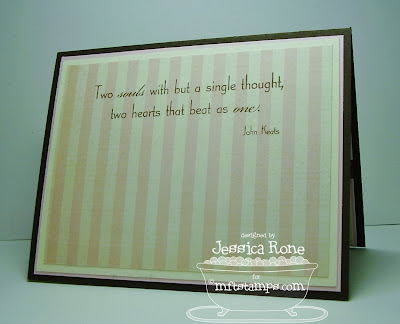 Two souls with but a single thought,
two hearts that beat as one.
John Keats
designed by
Jessica Rone
for
mftstamps.com